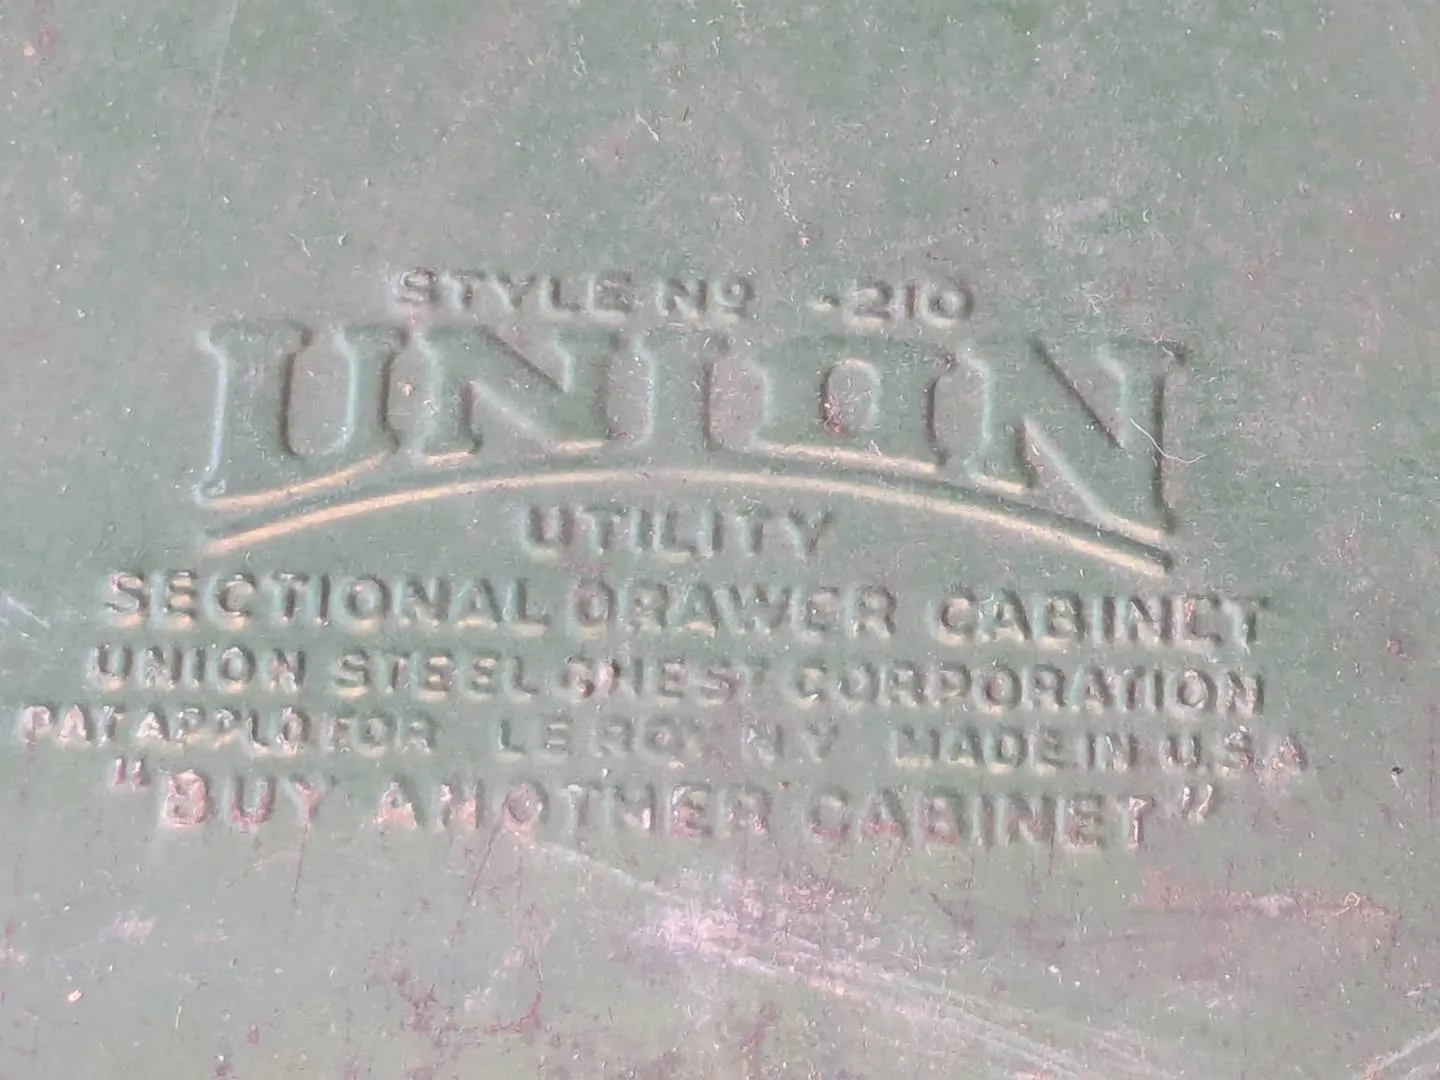 STYLE Nº -210
UNION
UTILITY
SECTIONAL DRAWER CABINET
UNION STEEL CHEST CORPORATION
PAT APPLD FOR LE ROY N.Y MADE IN U.S.A
"BUY ANOTHER CABINET"